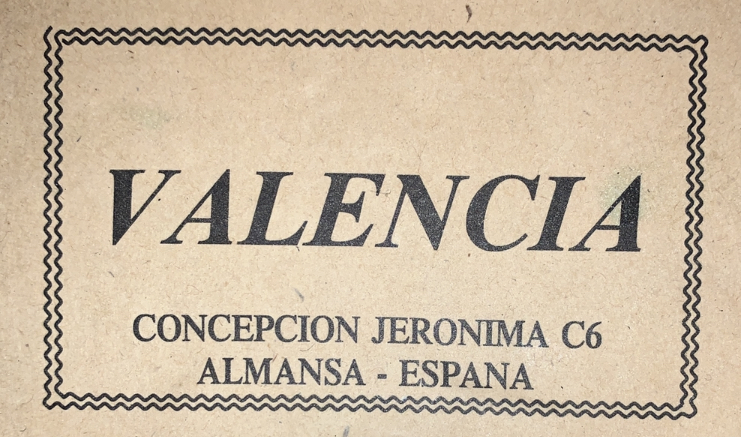 VALENCIA
CONCEPCION JERONIMA C6
ALMANSA - ESPANA